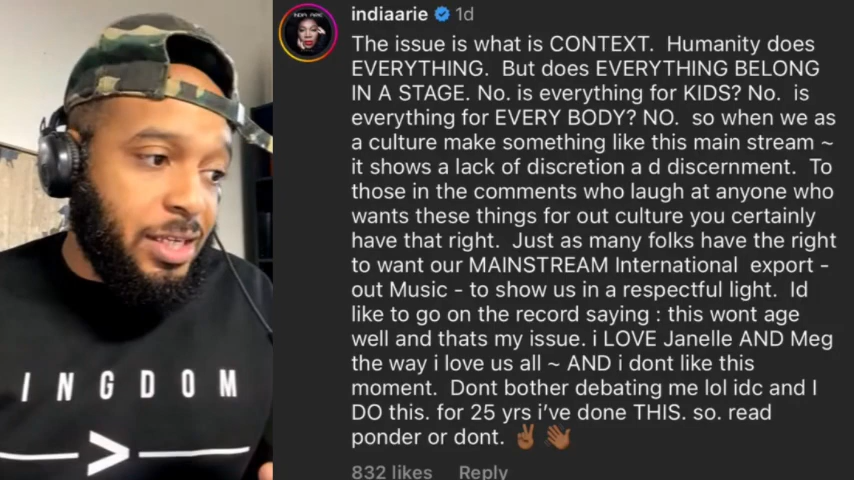 indiaarie 1d
The issue is what is CONTEXT. Humanity does
EVERYTHING. But does EVERYTHING BELONG
IN A STAGE. No. is everything for KIDS? No. is
everything for EVERY BODY? NO. so when we as
a culture make something like this main stream ~
it shows a lack of discretion a d discernment. To
those in the comments who laugh at anyone who
wants these things for out culture you certainly
have that right. Just as many folks have the right
to want our MAINSTREAM International export -
out Music - to show us in a respectful light. Id
like to go on the record saying : this wont age
well and thats my issue. i LOVE Janelle AND Meg
the way i love us all ~ AND i dont like this
moment. Dont bother debating me lol idc and I
DO this. for 25 yrs i've done THIS. so. read
ponder or dont. ✌🏾 👋🏾
832 likes Reply
INGDOM
>